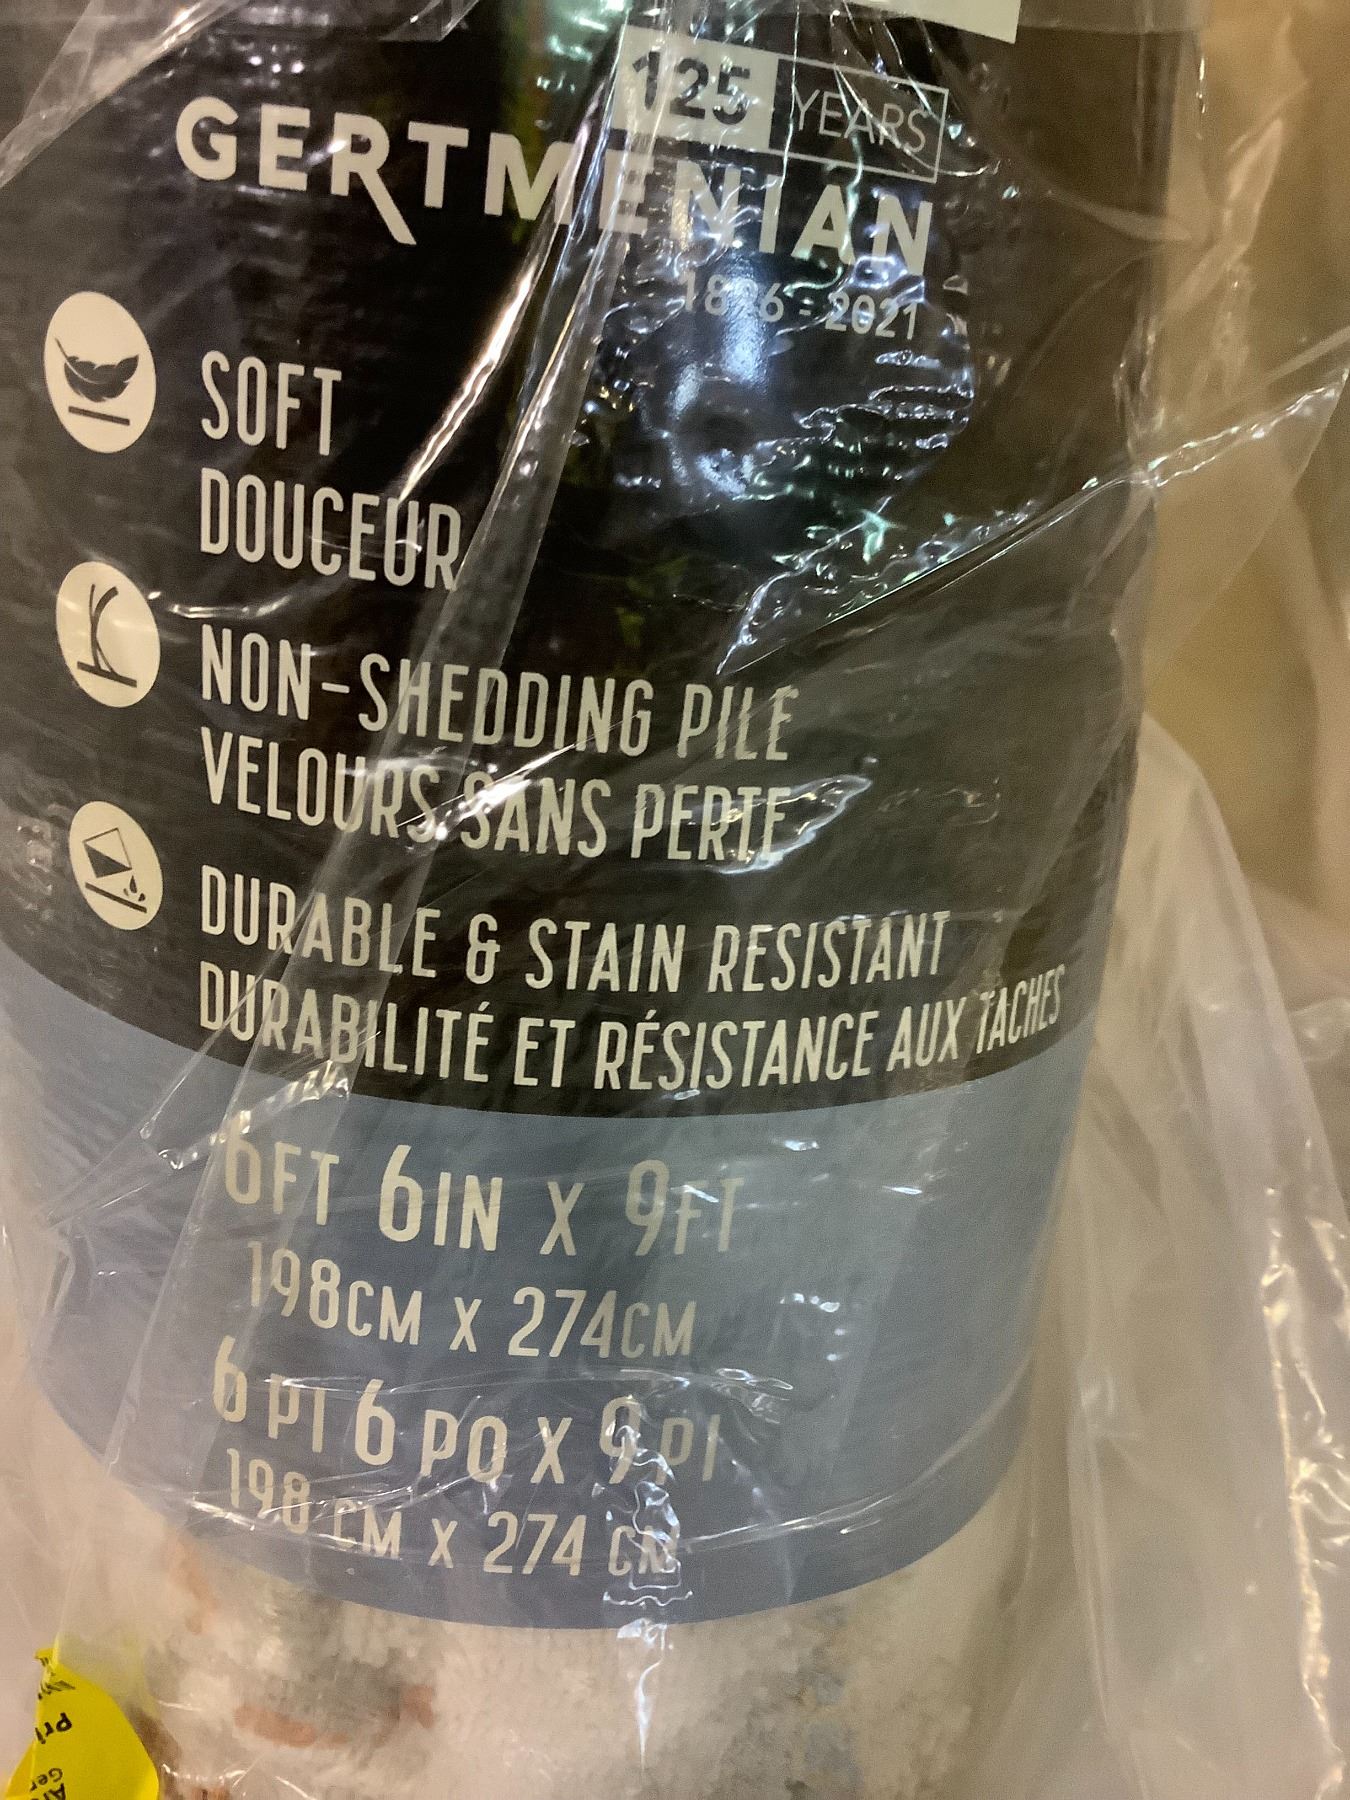 125 YEARS
GERTMENIAN
1896 - 2021
SOFT
DOUCEUR
NON-SHEDDING PILE
VELOURS SANS PERTE
DURABLE & STAIN RESISTANT
DURABILITÉ ET RÉSISTANCE AUX TACHES
6FT 6IN X 9FT
198CM X 274CM
6 PI 6 PO X 9 PI
198 CM X 274 CM